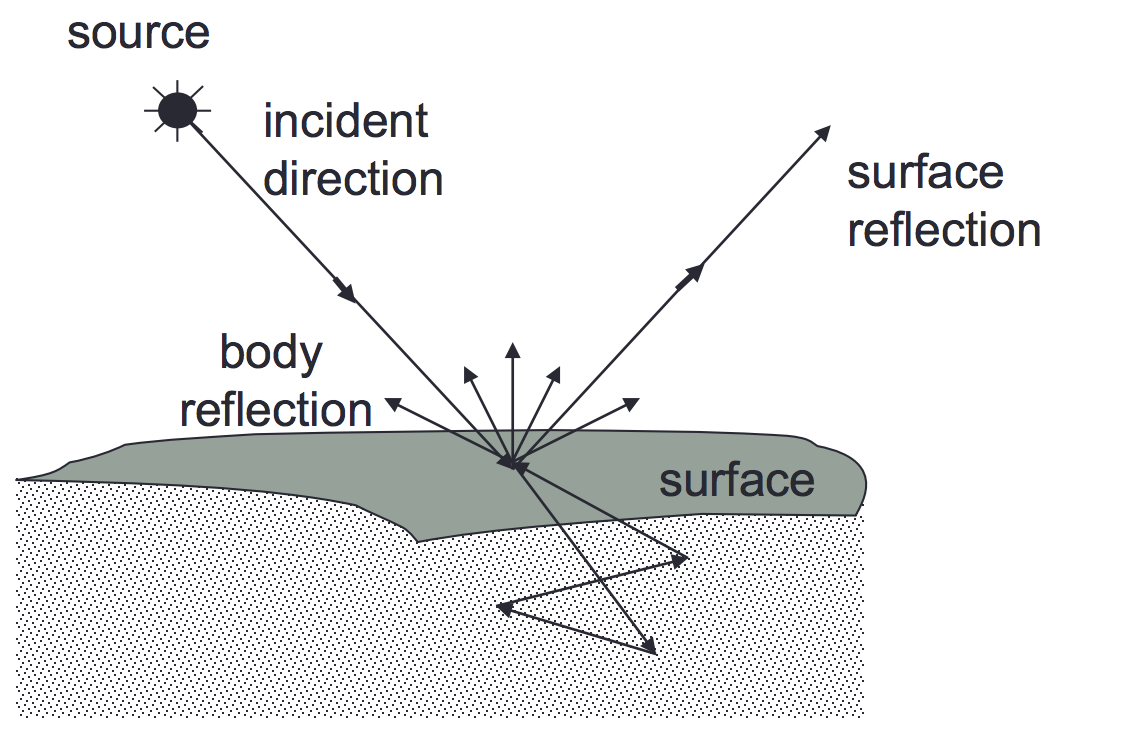 source
incident
direction
surface
reflection
body
reflection
surface